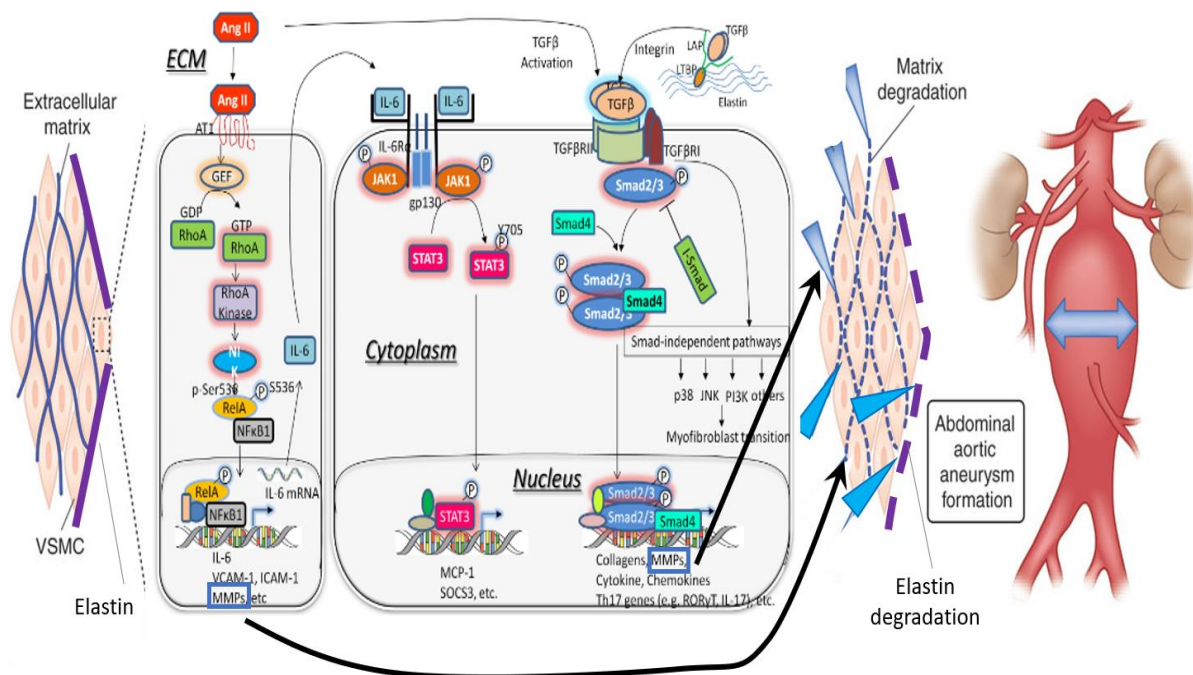 Ang II
ECM
Extracellular
matrix
Ang II
AT1
GEF
GDP
GTP
RhoA
RhoA
RhoA
Kinase
NI
K
p-Ser536
P
S536
RelA
NFκB1
IL-6
P
RelA
NFκB1
IL-6 mRNA
IL-6
VCAM-1, ICAM-1
MMPs, etc
VSMC
Elastin
IL-6
IL-6
IL-6Rα
P
P
JAK1
JAK1
gp130
STAT3
Y705
P
STAT3
Cytoplasm
P
STAT3
MCP-1
SOCS3, etc.
TGFβ
Activation
Integrin
LAP
TGFβ
LTBP
Elastin
TGFβ
TGFβRII
TGFβRI
Smad2/3
P
Smad4
I-Smad
P
Smad2/3
P
Smad4
Smad2/3
Smad-independent pathways
p38 JNK PI3K others
Myofibroblast transition
Nucleus
P
Smad2/3
P
Smad2/3
Smad4
Collagens, MMPs,
Cytokine, Chemokines
Th17 genes (e.g. RORγT, IL-17), etc.
Matrix
degradation
Abdominal
aortic
aneurysm
formation
Elastin
degradation